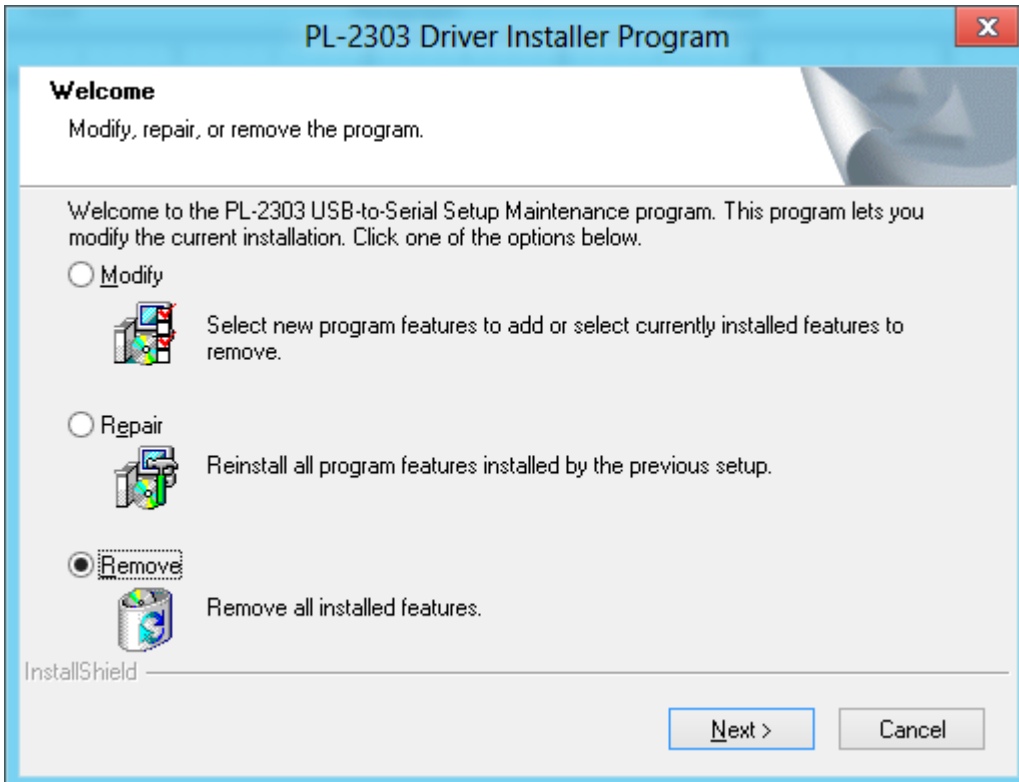 PL-2303 Driver Installer Program
x
Welcome
Modify, repair, or remove the program.
Welcome to the PL-2303 USB-to-Serial Setup Maintenance program. This program lets you
modify the current installation. Click one of the options below.
Modify
Select new program features to add or select currently installed features to
remove.
Repair
Reinstall all program features installed by the previous setup.
Remove
Remove all installed features.
InstallShield
Next >
Cancel